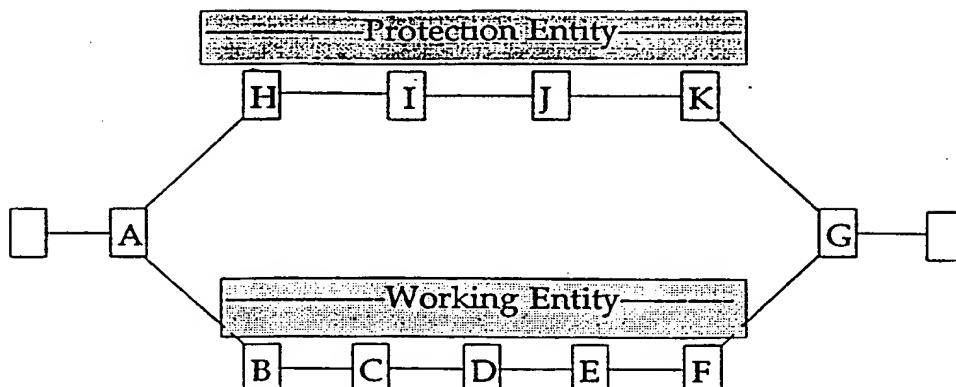 Protection Entity
H I J K
A G
Working Entity
B C D E F